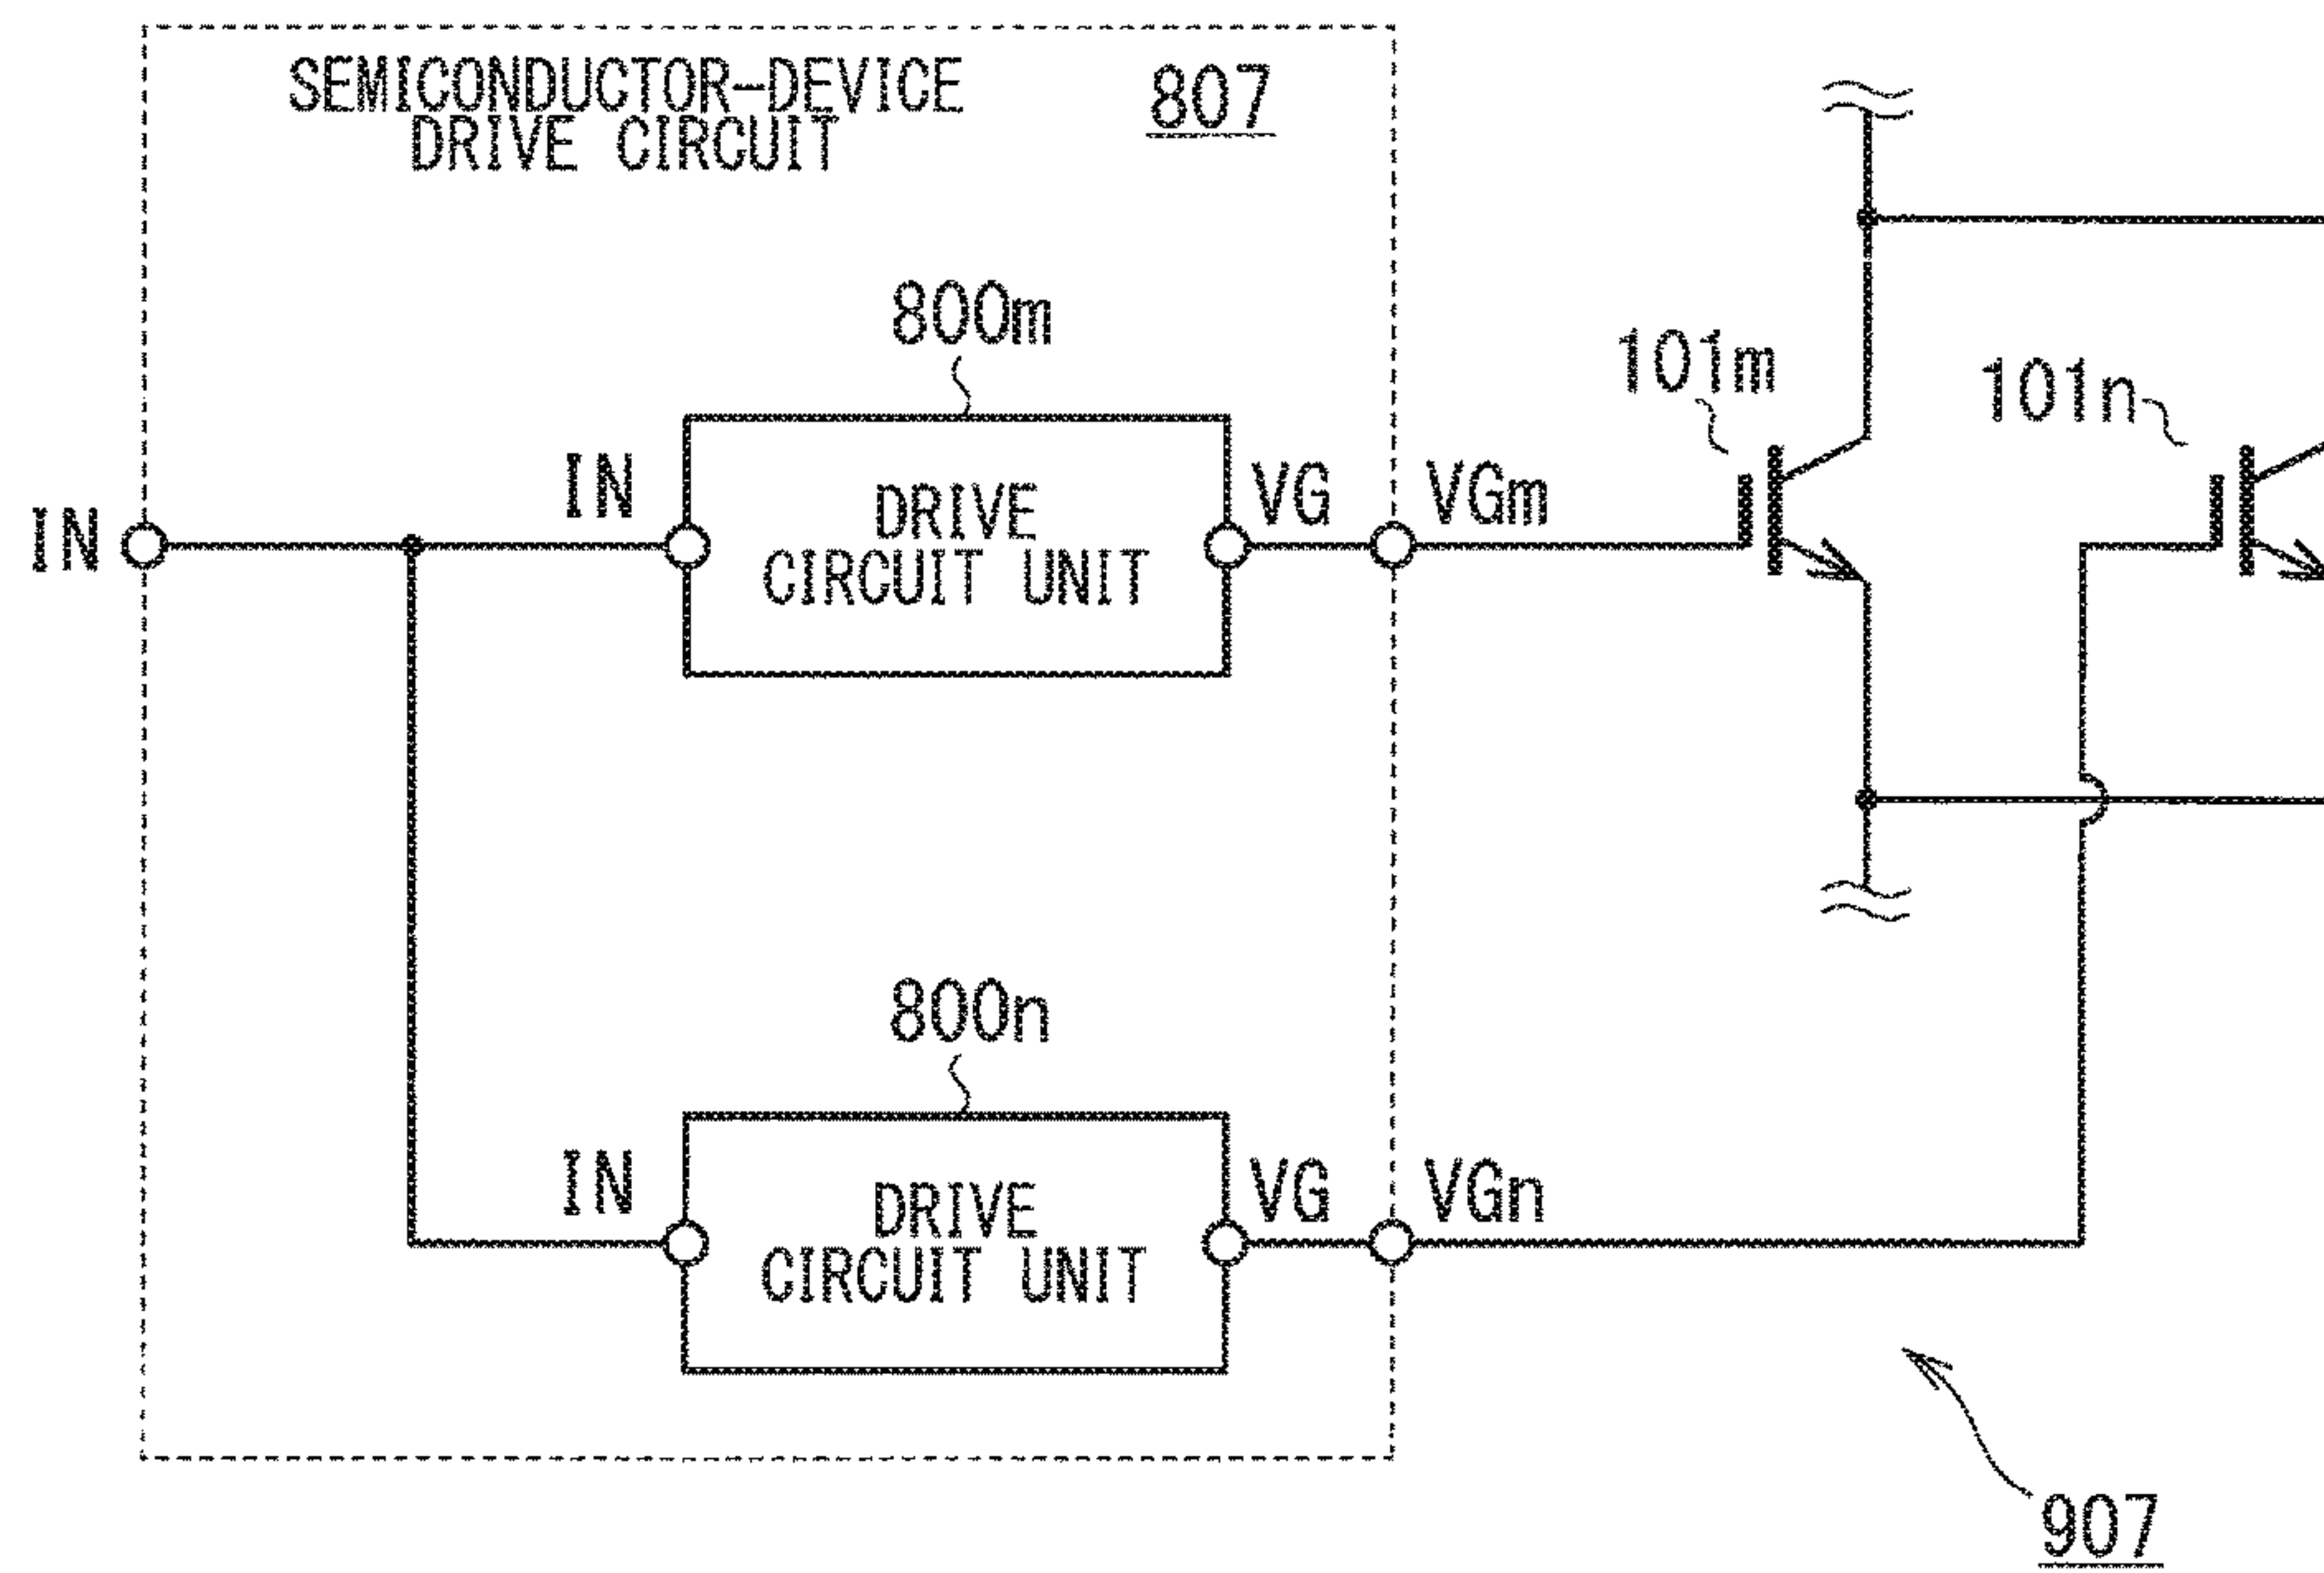 SEMICONDUCTOR-DEVICE
DRIVE CIRCUIT
807
800m
101m
101n
IN
IN
DRIVE
CIRCUIT UNIT
VG
VGm
800n
IN
DRIVE
CIRCUIT UNIT
VG
VGn
907